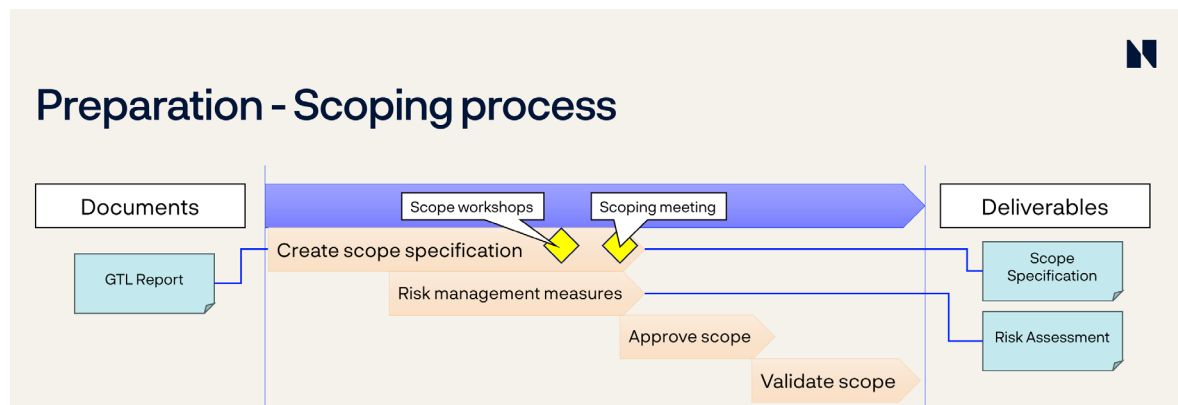 Preparation - Scoping process
Documents
Scope workshops
Scoping meeting
Deliverables
Create scope specification
GTL Report
Scope
Specification
Risk management measures
Approve scope
Risk Assessment
Validate scope